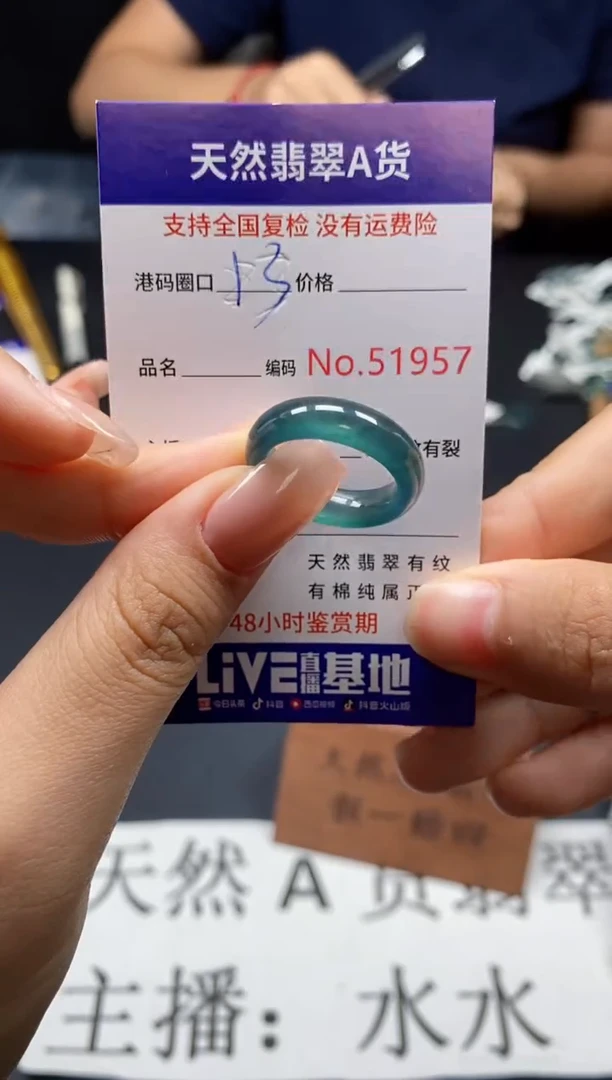 天然翡翠A货
支持全国复检 没有运费险
港码圈口 13 价格
品名 编码 No.51957
有裂
天然翡翠有纹
有棉纯属正
48小时鉴赏期
LiVE直播基地
今日头条 抖音 西瓜视频 抖音火山版
天然A货翡翠
主播：水水